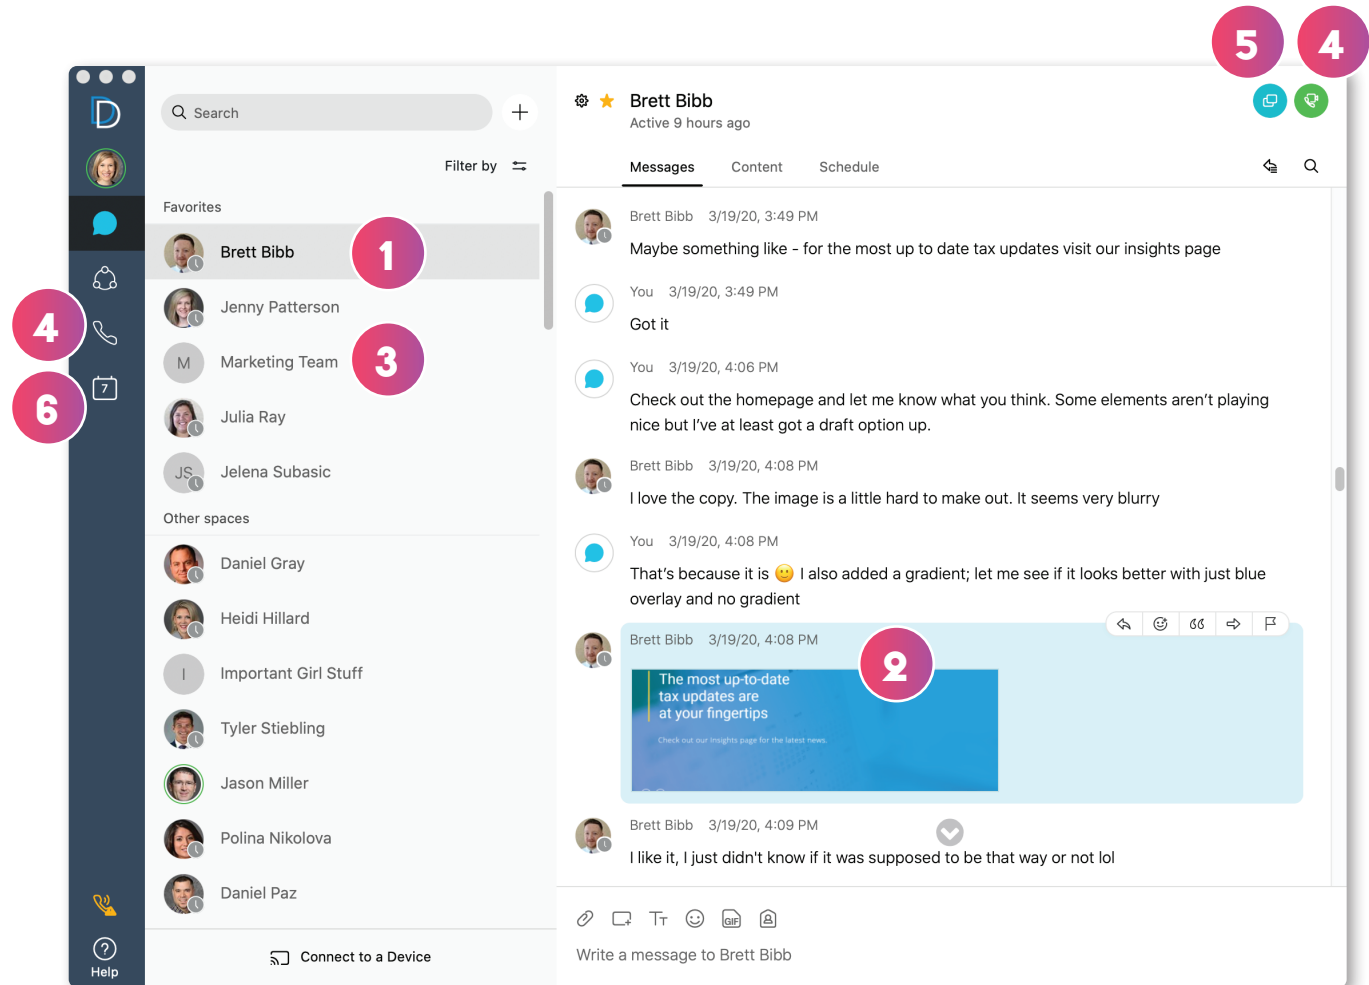 5
4
D
Search
Filter by
Favorites
Brett Bibb
1
Jenny Patterson
4
M
Marketing Team
3
7
6
Julia Ray
JS
Jelena Subasic
Other spaces
Daniel Gray
Heidi Hillard
I
Important Girl Stuff
Tyler Stiebling
Jason Miller
Polina Nikolova
Daniel Paz
Help
Connect to a Device
Brett Bibb
Active 9 hours ago
Messages Content Schedule
Brett Bibb 3/19/20, 3:49 PM
Maybe something like - for the most up to date tax updates visit our insights page
You 3/19/20, 3:49 PM
Got it
You 3/19/20, 4:06 PM
Check out the homepage and let me know what you think. Some elements aren’t playing
nice but I’ve at least got a draft option up.
Brett Bibb 3/19/20, 4:08 PM
I love the copy. The image is a little hard to make out. It seems very blurry
You 3/19/20, 4:08 PM
That’s because it is 🙂 I also added a gradient; let me see if it looks better with just blue
overlay and no gradient
Brett Bibb 3/19/20, 4:08 PM
2
The most up-to-date
tax updates are
at your fingertips
Check out our Insights page for the latest news.
Brett Bibb 3/19/20, 4:09 PM
I like it, I just didn't know if it was supposed to be that way or not lol
GIF
Write a message to Brett Bibb